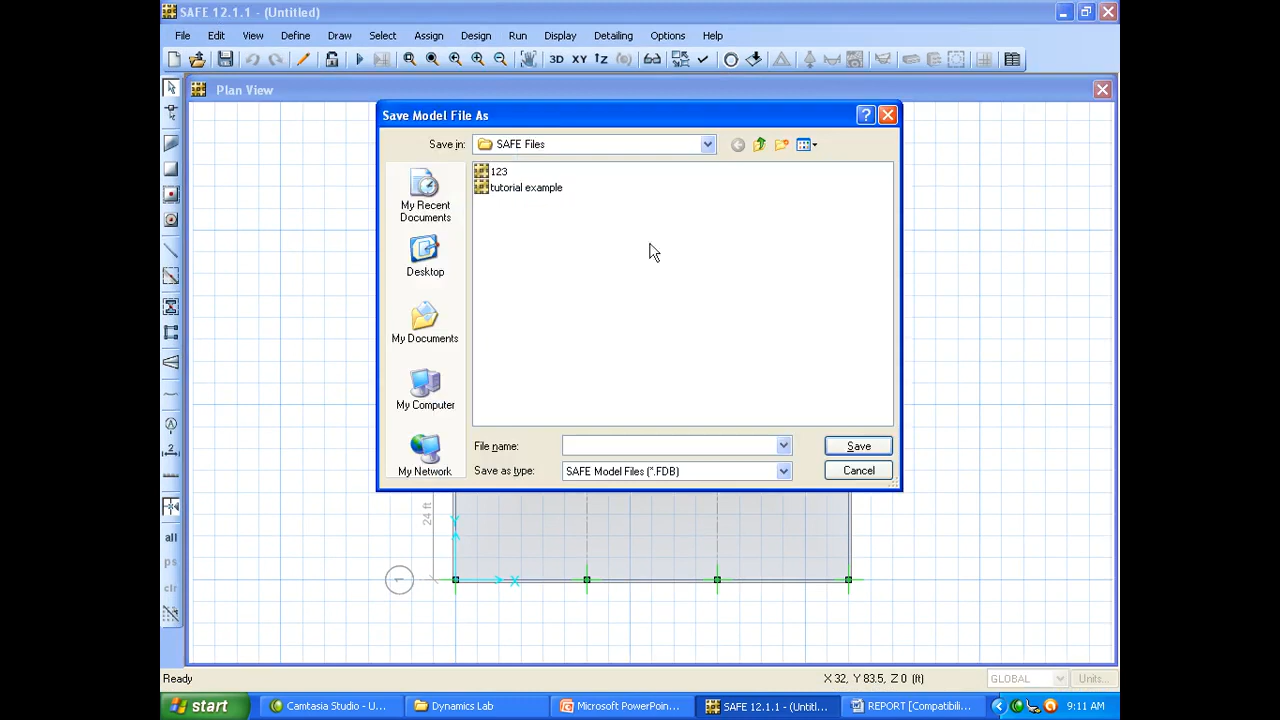 SAFE 12.1.1 - (Untitled)
File Edit View Define Draw Select Assign Design Run Display Detailing Options Help
3D XY
Plan View
Save Model File As
Save in: SAFE Files
123
tutorial example
My Recent
Documents
Desktop
My Documents
My Computer
My Network
File name: Save
Save as type: SAFE Model Files (*.FDB) Cancel
24 ft
Y
1
X
all
ps
clr
Ready X 32, Y 83.5, Z 0 (ft) GLOBAL Units...
start Camtasia Studio - U... Dynamics Lab Microsoft PowerPoin... SAFE 12.1.1 - (Untitl... REPORT [Compatibili... 9:11 AM